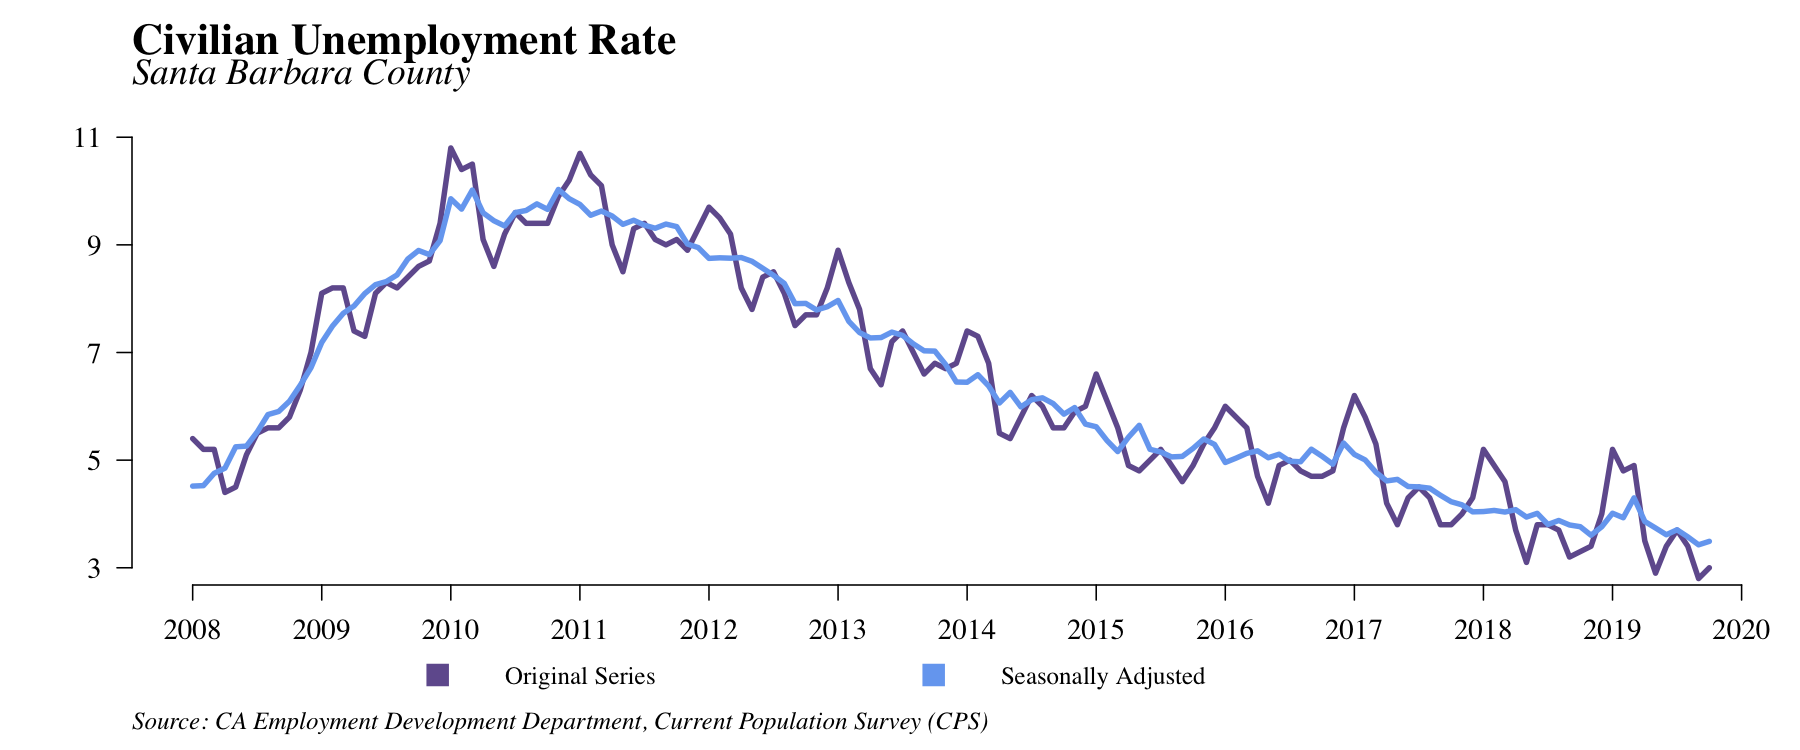 Civilian Unemployment Rate
Santa Barbara County
11
9
7
5
3
2008 2009 2010 2011 2012 2013 2014 2015 2016 2017 2018 2019 2020
Original Series Seasonally Adjusted
Source: CA Employment Development Department, Current Population Survey (CPS)